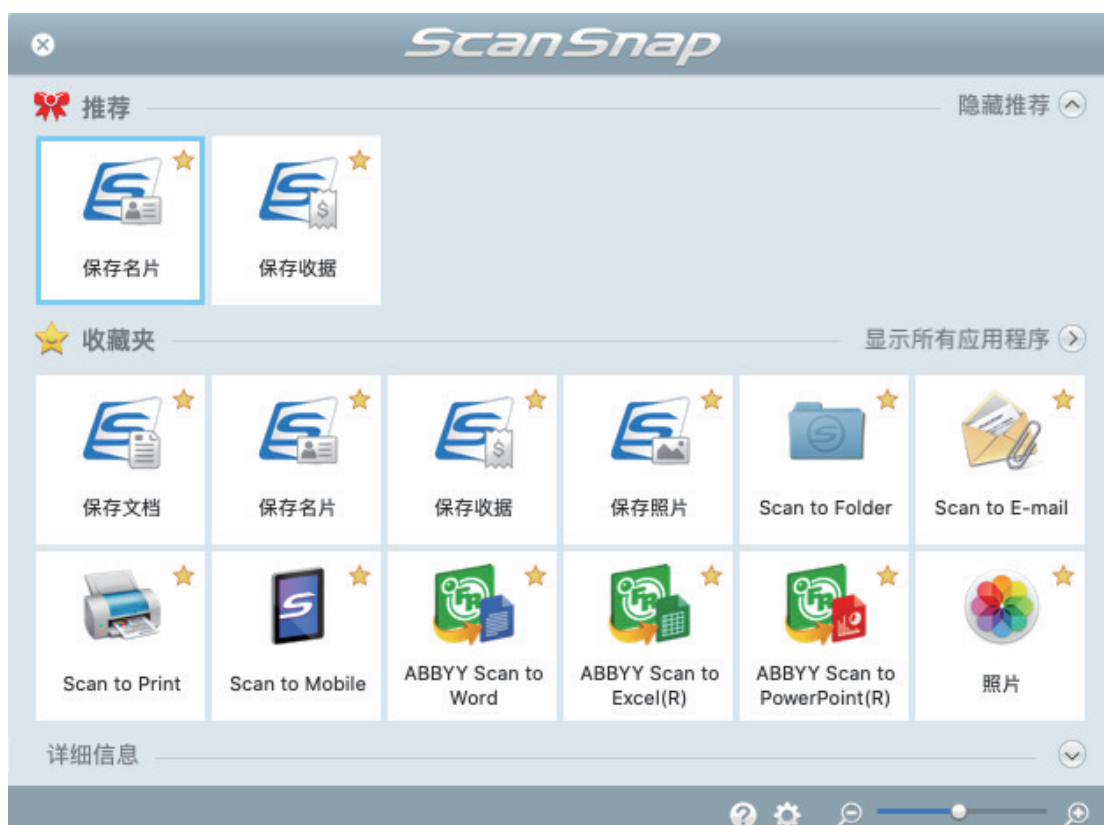 ScanSnap
推荐
隐藏推荐
保存名片
保存收据
收藏夹
显示所有应用程序
保存文档
保存名片
保存收据
保存照片
Scan to Folder
Scan to E-mail
Scan to Print
Scan to Mobile
ABBYY Scan to
Word
ABBYY Scan to
Excel(R)
ABBYY Scan to
PowerPoint(R)
照片
详细信息